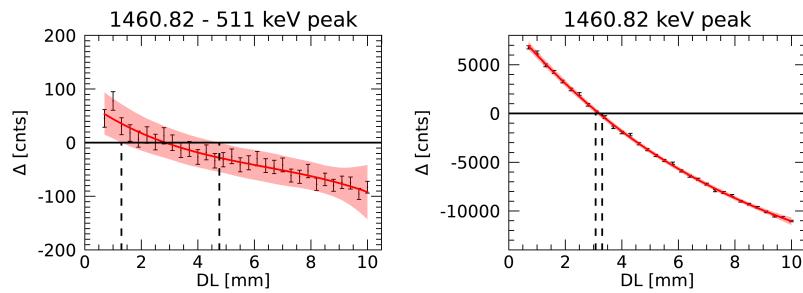 1460.82 - 511 keV peak
200
100
0
-100
-200
Δ [cnts]
0 2 4 6 8 10
DL [mm]
1460.82 keV peak
5000
0
-5000
-10000
Δ [cnts]
0 2 4 6 8 10
DL [mm]